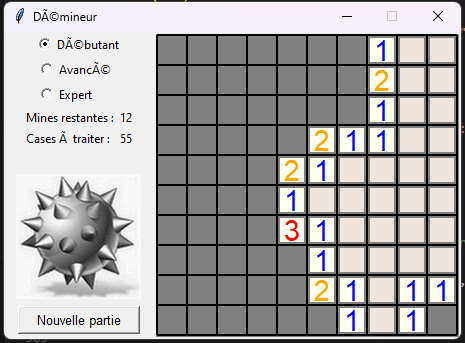 DÃ©mineur
DÃ©butant
AvancÃ©
Expert
Mines restantes : 12
Cases Ã traiter : 55
Nouvelle partie
1
2
1
2 1 1
2 1
1
3 1
1
2 1 1 1
1 1